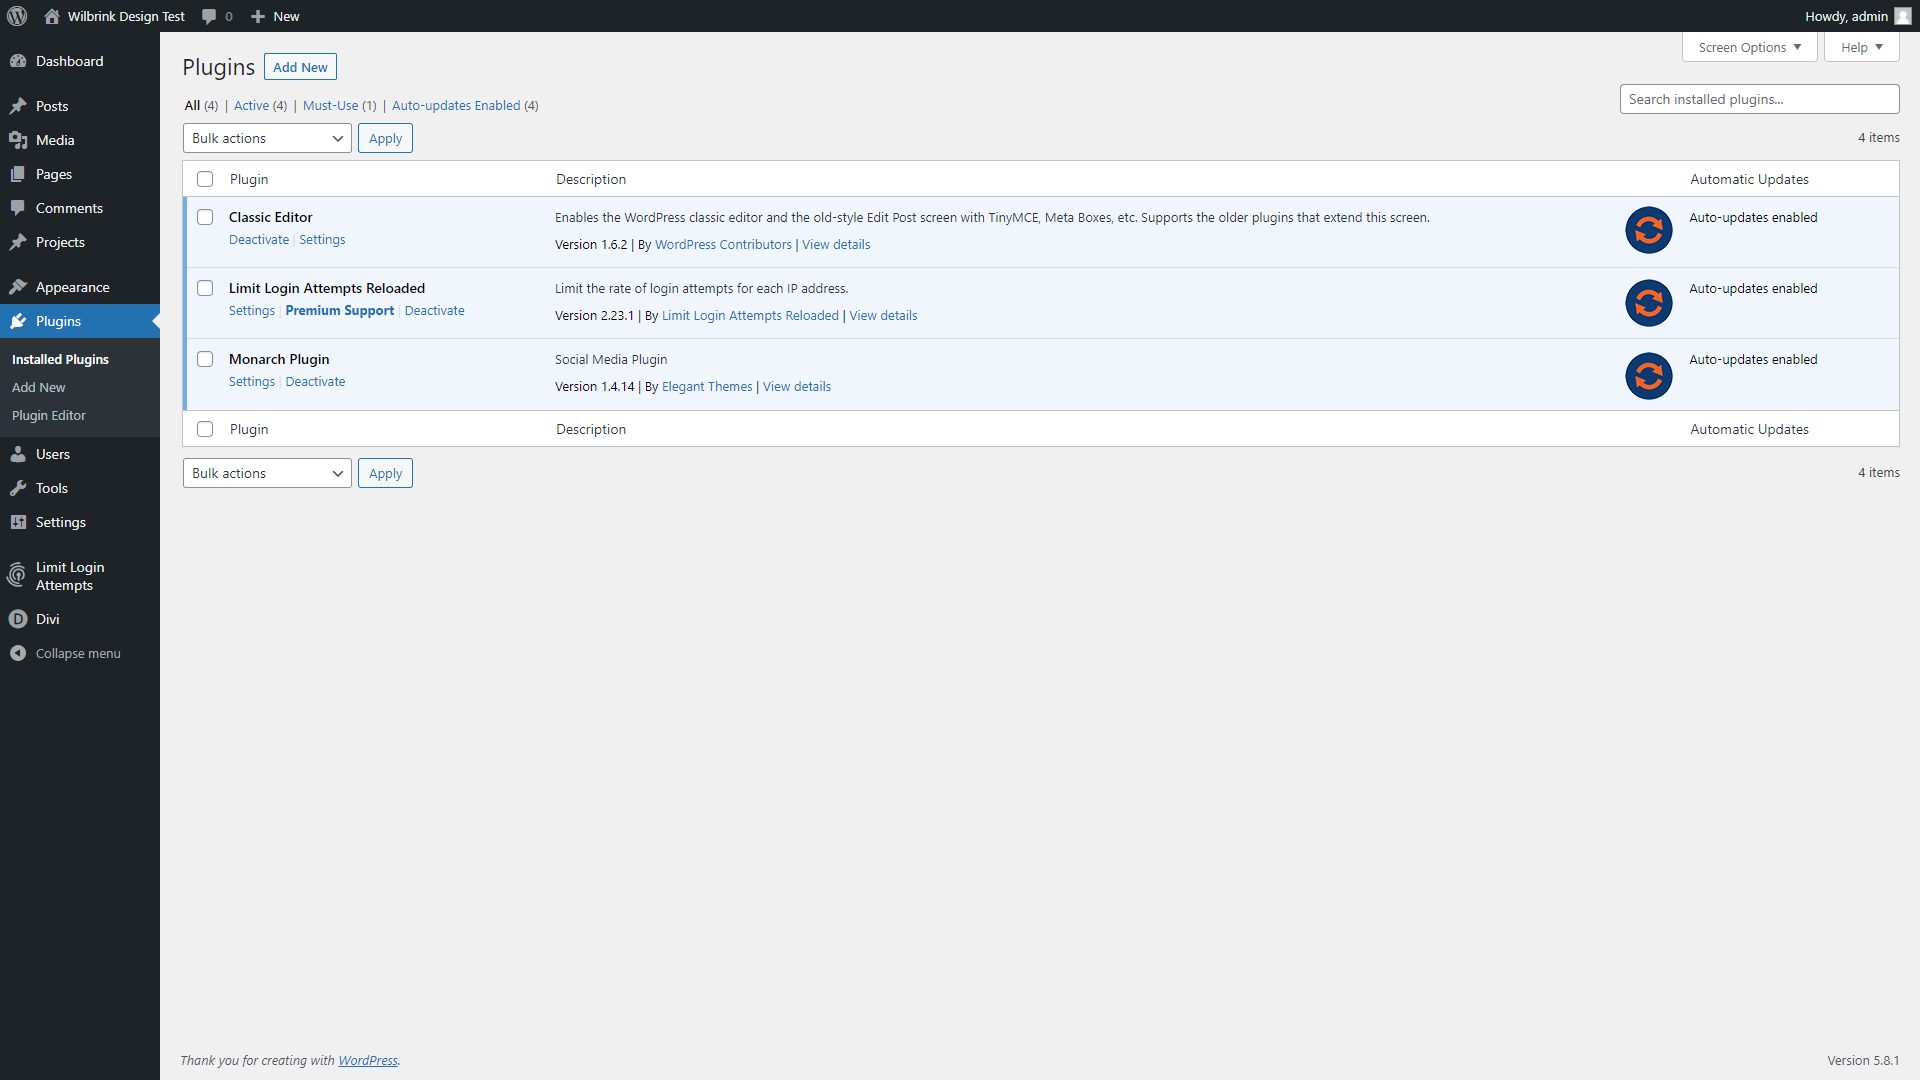 Wilbrink Design Test 0 New Howdy, admin
Screen Options Help
Dashboard
Posts
Media
Pages
Comments
Projects
Appearance
Plugins
Installed Plugins
Add New
Plugin Editor
Users
Tools
Settings
Limit Login
Attempts
Divi
Collapse menu
Plugins Add New
All (4) | Active (4) | Must-Use (1) | Auto-updates Enabled (4)
Search installed plugins...
Bulk actions Apply 4 items
Plugin Description Automatic Updates
Classic Editor Enables the WordPress classic editor and the old-style Edit Post screen with TinyMCE, Meta Boxes, etc. Supports the older plugins that extend this screen. Auto-updates enabled
Deactivate | Settings
Version 1.6.2 | By WordPress Contributors | View details
Limit Login Attempts Reloaded Limit the rate of login attempts for each IP address. Auto-updates enabled
Settings | Premium Support | Deactivate
Version 2.23.1 | By Limit Login Attempts Reloaded | View details
Monarch Plugin Social Media Plugin Auto-updates enabled
Settings | Deactivate
Version 1.4.14 | By Elegant Themes | View details
Plugin Description Automatic Updates
Bulk actions Apply 4 items
Thank you for creating with WordPress. Version 5.8.1